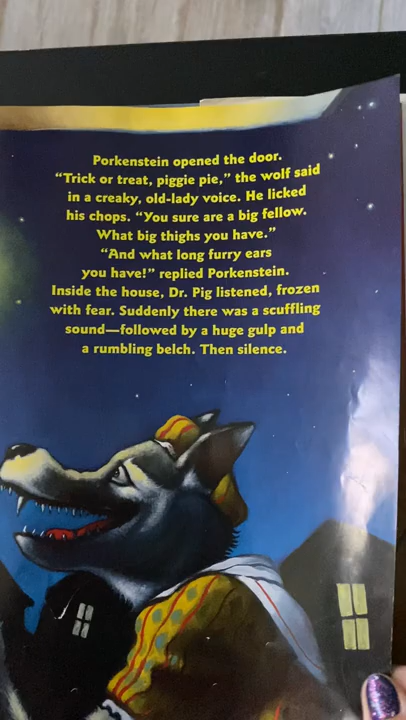 Porkenstein opened the door.
“Trick or treat, piggie pie,” the wolf said
in a creaky, old-lady voice. He licked
his chops. “You sure are a big fellow.
What big thighs you have.”
“And what long furry ears
you have!” replied Porkenstein.
Inside the house, Dr. Pig listened, frozen
with fear. Suddenly there was a scuffling
sound—followed by a huge gulp and
a rumbling belch. Then silence.